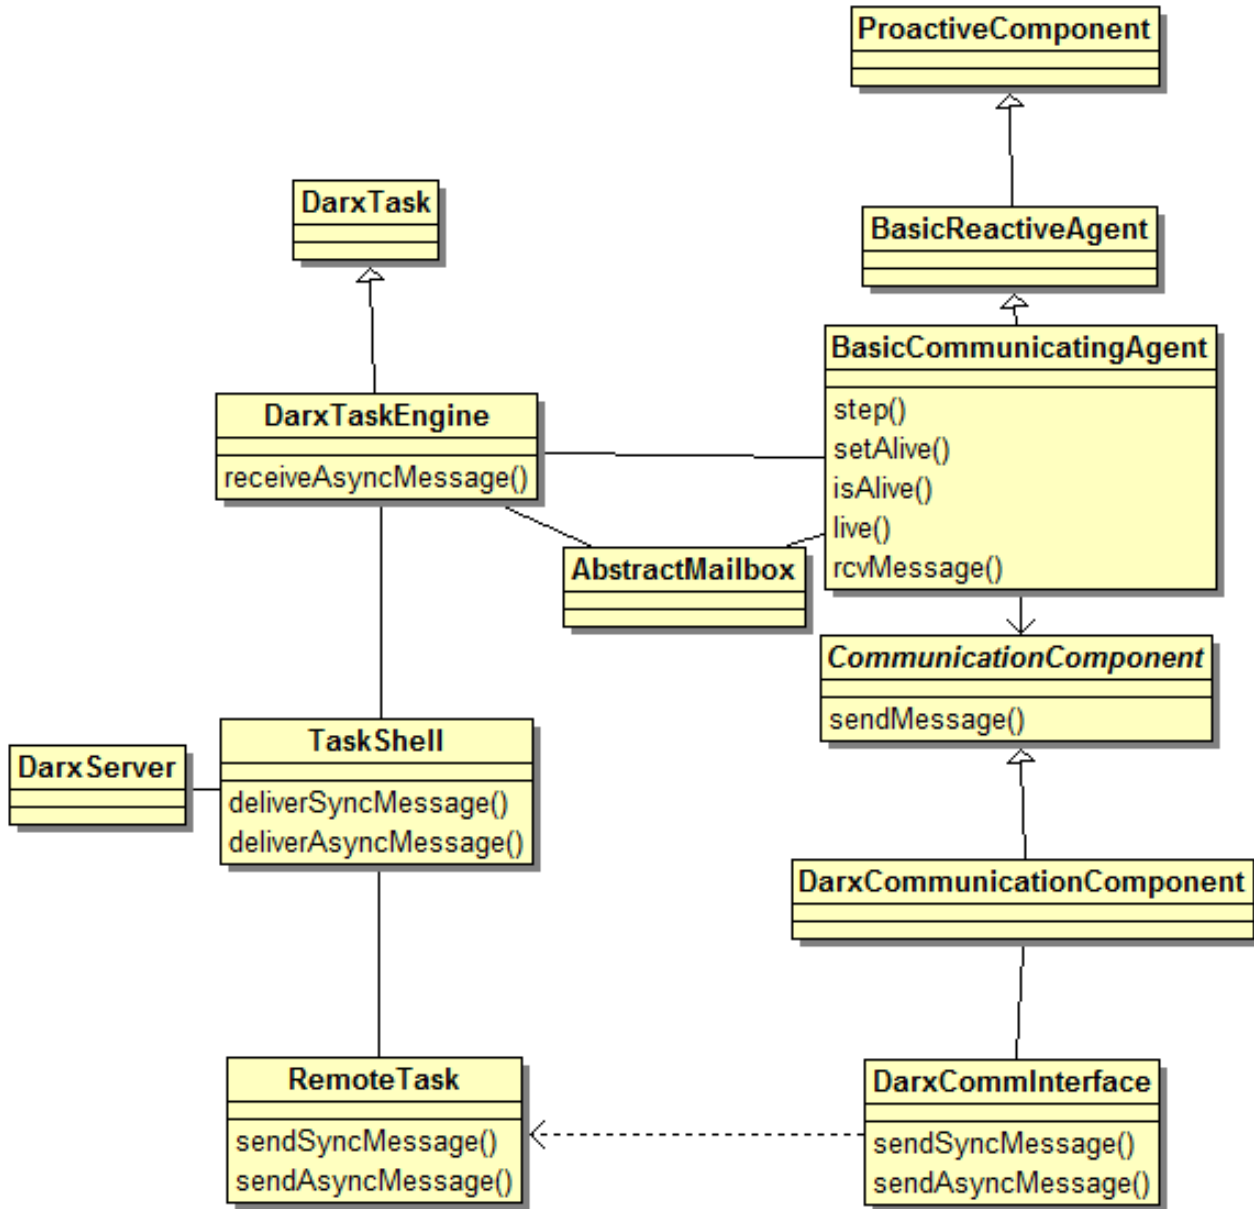 ProactiveComponent
DarxTask
BasicReactiveAgent
BasicCommunicatingAgent
step()
setAlive()
isAlive()
live()
rcvMessage()
DarxTaskEngine
receiveAsyncMessage()
AbstractMailbox
CommunicationComponent
sendMessage()
TaskShell
deliverSyncMessage()
deliverAsyncMessage()
DarxServer
DarxCommunicationComponent
RemoteTask
sendSyncMessage()
sendAsyncMessage()
DarxCommInterface
sendSyncMessage()
sendAsyncMessage()